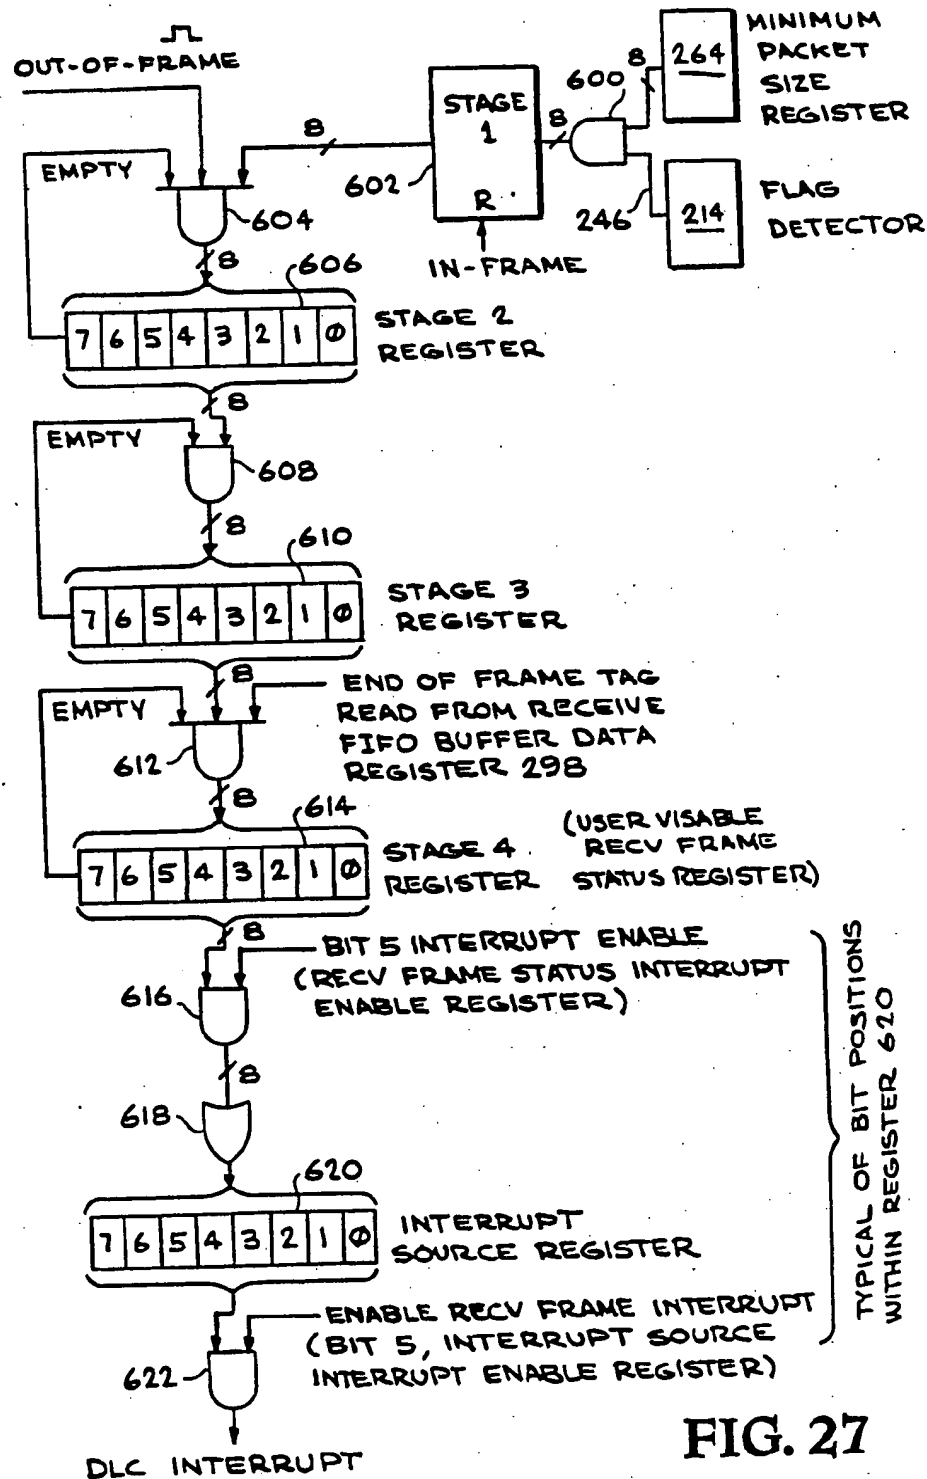 OUT-OF-FRAME
EMPTY
604
8
8
602
STAGE
1
R
IN-FRAME
8
600
8
264
MINIMUM
PACKET
SIZE
REGISTER
246
214
FLAG
DETECTOR
606
7 6 5 4 3 2 1 0
STAGE 2
REGISTER
8
EMPTY
608
8
610
7 6 5 4 3 2 1 0
STAGE 3
REGISTER
8
EMPTY
612
END OF FRAME TAG
READ FROM RECEIVE
FIFO BUFFER DATA
REGISTER 298
8
614
7 6 5 4 3 2 1 0
STAGE 4
REGISTER
(USER VISABLE
RECV FRAME
STATUS REGISTER)
8
616
BIT 5 INTERRUPT ENABLE
(RECV FRAME STATUS INTERRUPT
ENABLE REGISTER)
8
618
620
7 6 5 4 3 2 1 0
INTERRUPT
SOURCE REGISTER
622
ENABLE RECV FRAME INTERRUPT
(BIT 5, INTERRUPT SOURCE
INTERRUPT ENABLE REGISTER)
TYPICAL OF BIT POSITIONS
WITHIN REGISTER 620
DLC INTERRUPT
FIG. 27